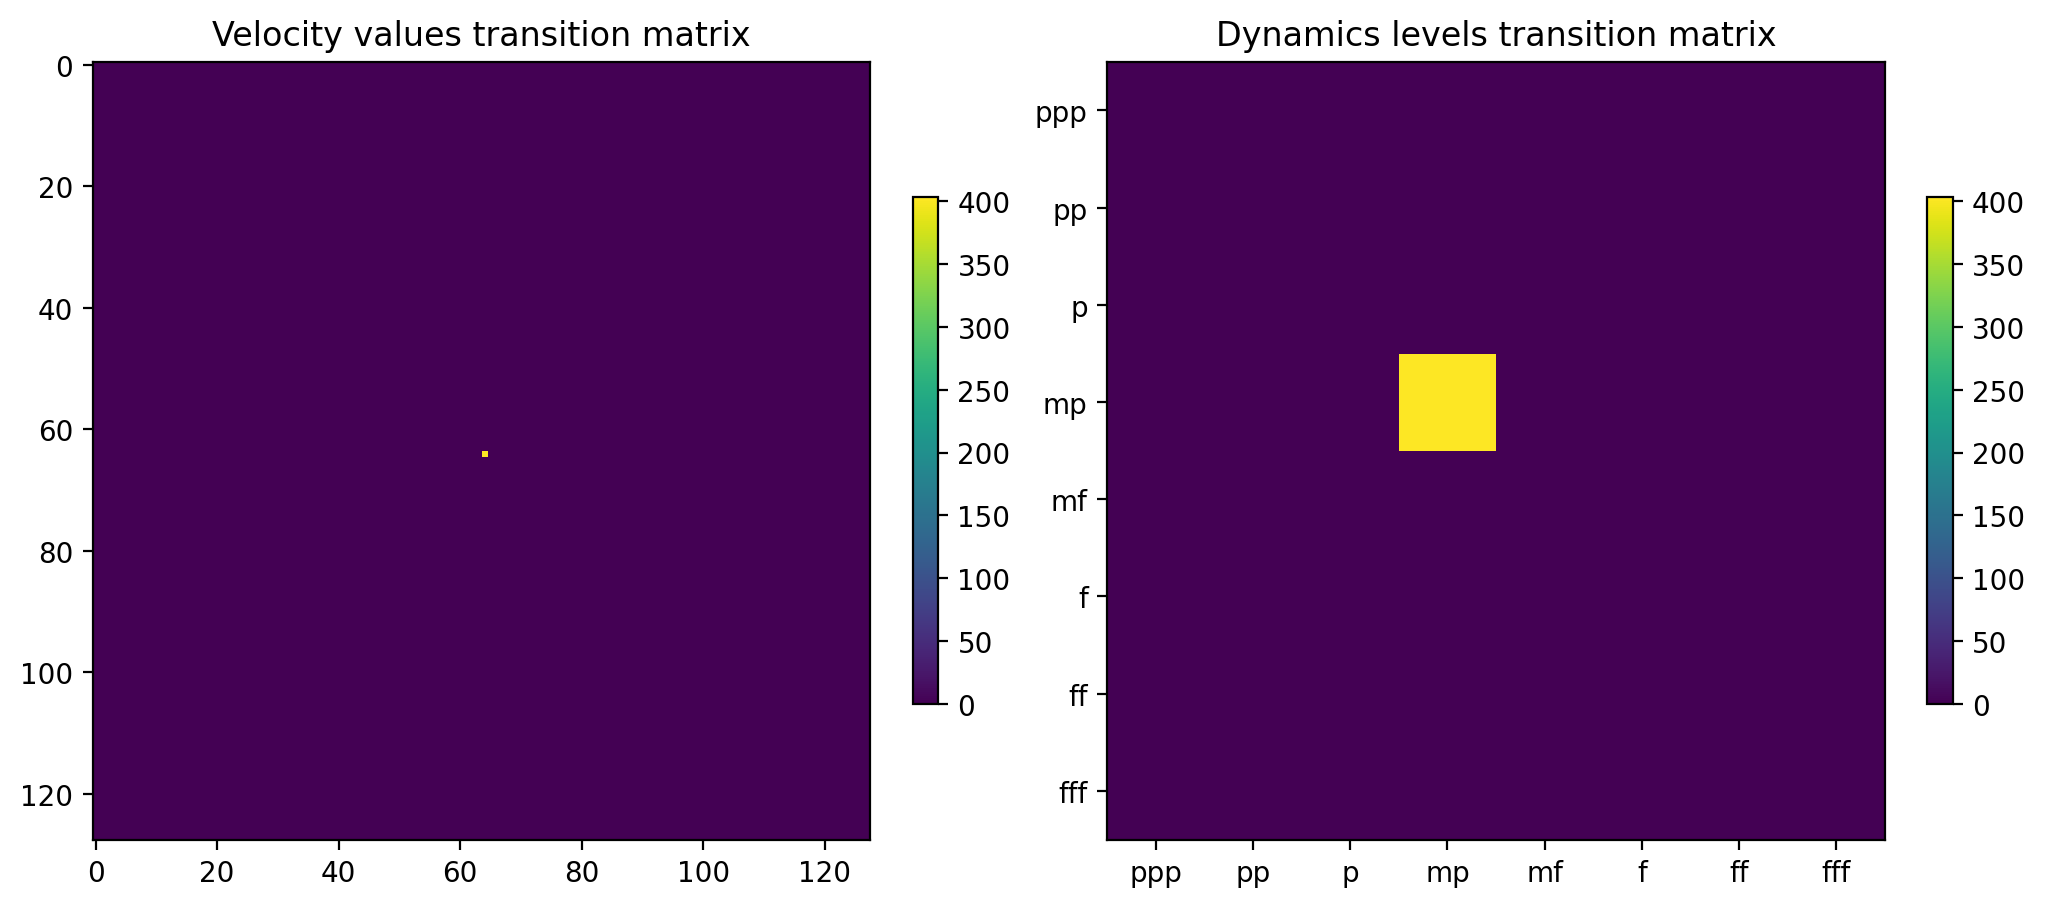 Velocity values transition matrix
0
20
40
60
80
100
120
0 20 40 60 80 100 120
400
350
300
250
200
150
100
50
0
Dynamics levels transition matrix
ppp
pp
p
mp
mf
f
ff
fff
ppp pp p mp mf f ff fff
400
350
300
250
200
150
100
50
0